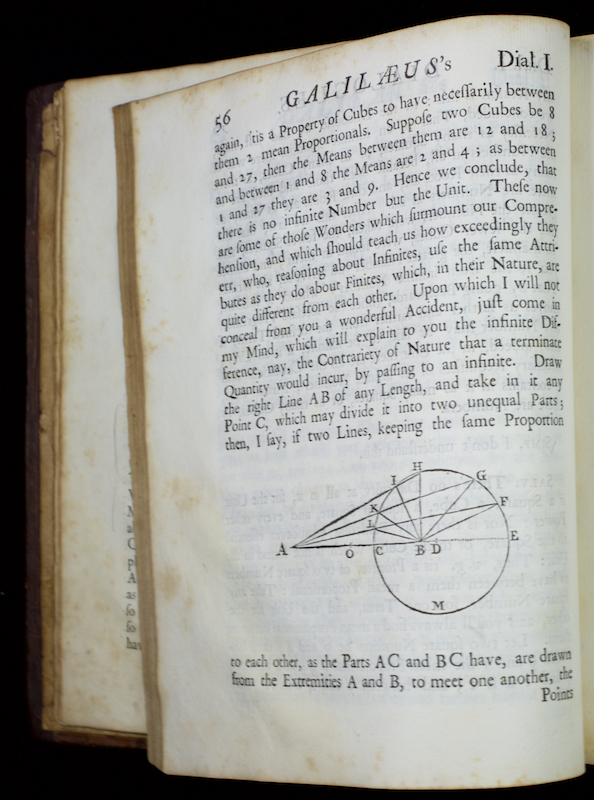 56 GALILÆUS's Dial. I.
again, 'tis a Property of Cubes to have neceſſarily between
them 2 mean Proportionals. Suppoſe two Cubes be 8
and 27, then the Means between them are 12 and 18;
and between 1 and 8 the Means are 2 and 4; as between
1 and 27 they are 3 and 9. Hence we conclude, that
there is no infinite Number but the Unit. Theſe now
are ſome of thoſe Wonders which ſurmount our Compre-
henſion, and which ſhould teach us how exceedingly they
err, who, reaſoning about Infinites, uſe the ſame Attri-
butes as they do about Finites, which, in their Nature, are
quite different from each other. Upon which I will not
conceal from you a wonderful Accident, juſt come in
my Mind, which will explain to you the infinite Dif-
ference, nay, the Contrariety of Nature that a terminate
Quantity would incur, by paſſing to an infinite. Draw
the right Line AB of any Length, and take in it any
Point C, which may divide it into two unequal Parts;
then, I ſay, if two Lines, keeping the ſame Proportion
H
I G
K F
L
A O C B D E
M
to each other, as the Parts AC and BC have, are drawn
from the Extremities A and B, to meet one another, the
Points